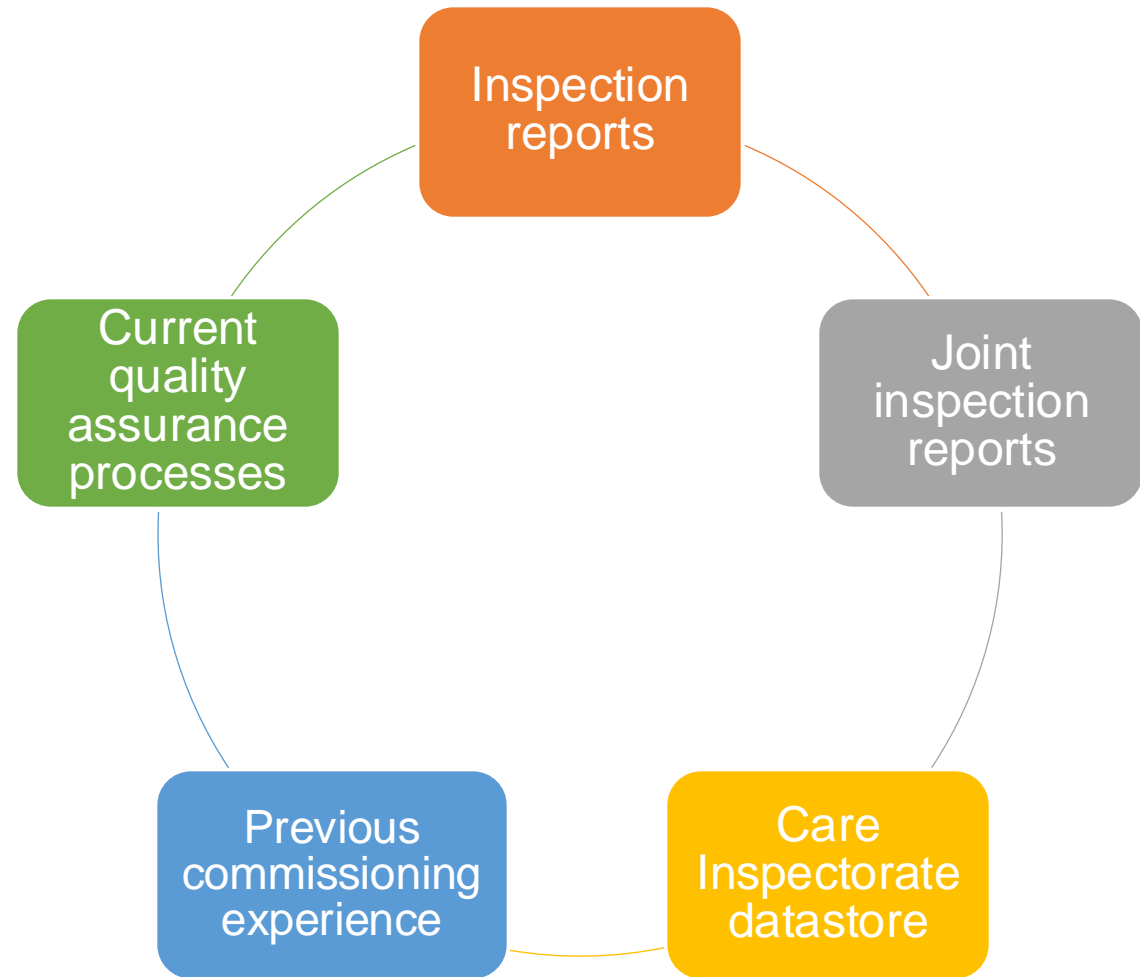 Inspection
reports
Joint
inspection
reports
Care
Inspectorate
datastore
Previous
commissioning
experience
Current
quality
assurance
processes